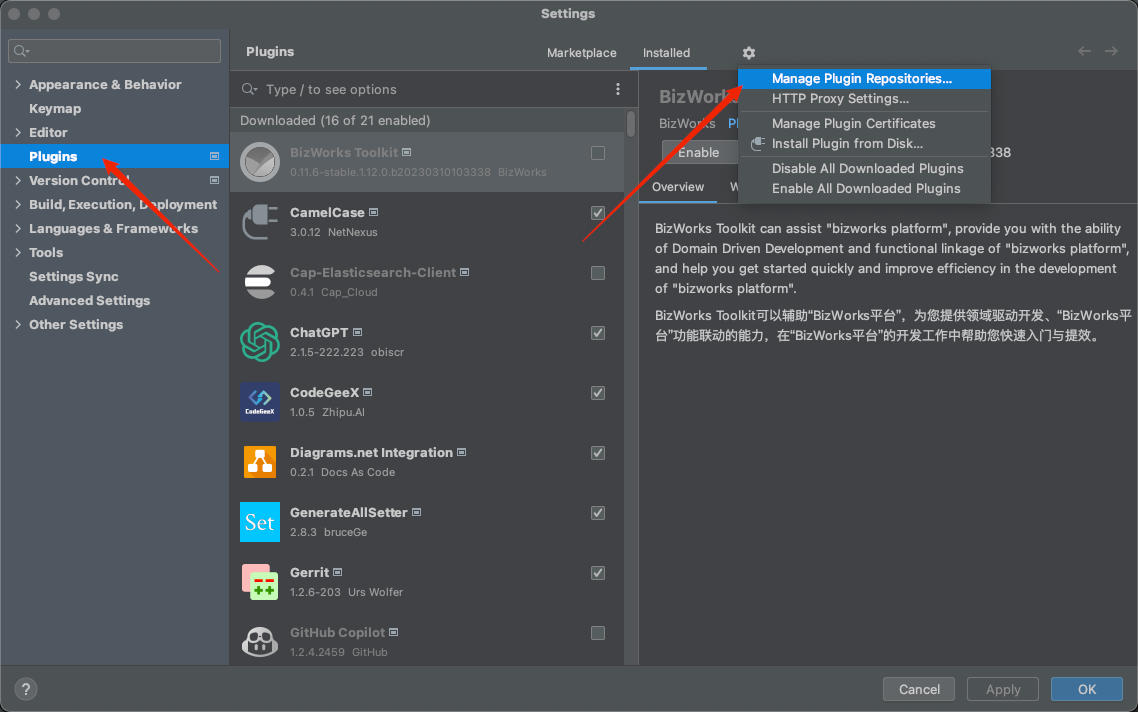 Settings
Appearance & Behavior
Keymap
Editor
Plugins
Version Control
Build, Execution, Deployment
Languages & Frameworks
Tools
Settings Sync
Advanced Settings
Other Settings
Plugins
Marketplace
Installed
Type / to see options
Downloaded (16 of 21 enabled)
BizWorks Toolkit
0.11.6-stable.1.12.0.b20230310103338 BizWorks
CamelCase
3.0.12 NetNexus
Cap-Elasticsearch-Client
0.4.1 Cap_Cloud
ChatGPT
2.1.5-222.223 obiscr
CodeGeeX
CodeGeeX
1.0.5 Zhipu.AI
Diagrams.net Integration
0.2.1 Docs As Code
Set
GenerateAllSetter
2.8.3 bruceGe
Gerrit
1.2.6-203 Urs Wolfer
GitHub Copilot
1.2.4.2459 GitHub
Manage Plugin Repositories...
HTTP Proxy Settings...
Manage Plugin Certificates
Install Plugin from Disk...
Disable All Downloaded Plugins
Enable All Downloaded Plugins
BizWorks
BizWorks Pl
Enable
338
Overview
W
BizWorks Toolkit can assist "bizworks platform", provide you with the ability
of Domain Driven Development and functional linkage of "bizworks platform",
and help you get started quickly and improve efficiency in the development
of "bizworks platform".
BizWorks Toolkit可以辅助“BizWorks平台”，为您提供领域驱动开发、“BizWorks平
台”功能联动的能力，在“BizWorks平台”的开发工作中帮助您快速入门与提效。
?
Cancel
Apply
OK